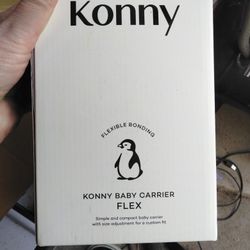 Konny
FLEXIBLE BONDING
KONNY BABY CARRIER
FLEX
Simple and compact baby carrier
with size adjustment for a custom fit